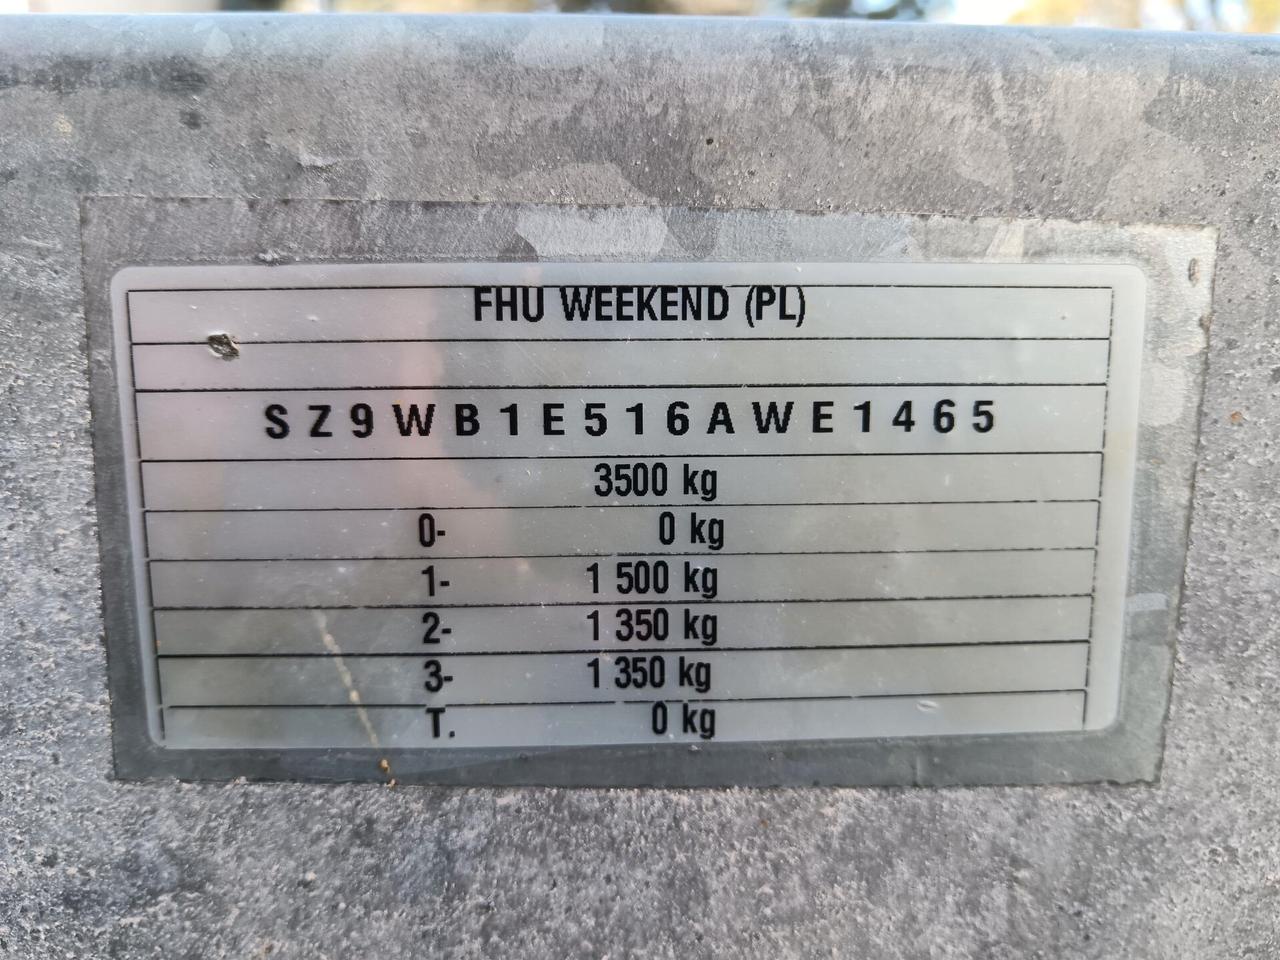 FHU WEEKEND (PL)
SZ9WB1E516AWE1465
3500 kg
0- 0 kg
1- 1 500 kg
2- 1 350 kg
3- 1 350 kg
T. 0 kg